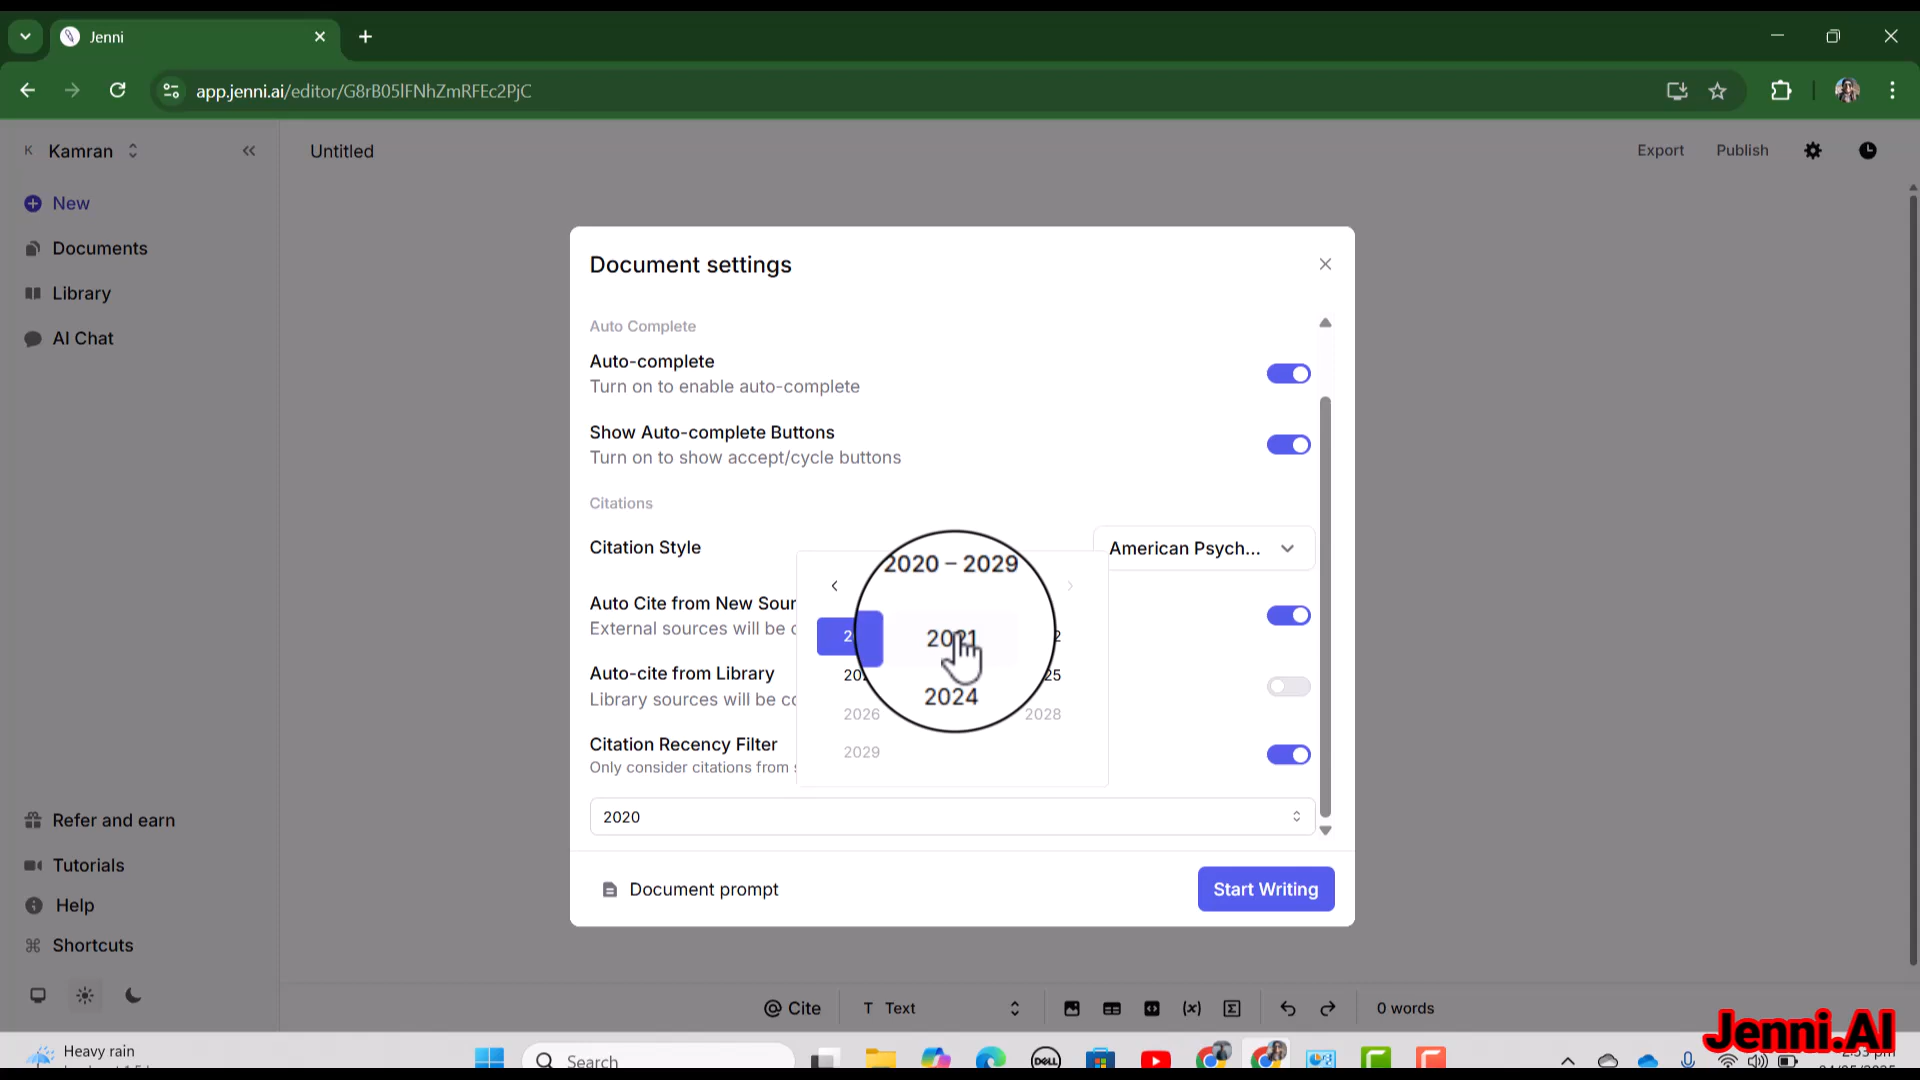 Jenni
app.jenni.ai/editor/G8rB05lFNhZmRFEc2PjC
K Kamran
Untitled
Export
Publish
New
Documents
Library
AI Chat
Document settings
Auto Complete
Auto-complete
Turn on to enable auto-complete
Show Auto-complete Buttons
Turn on to show accept/cycle buttons
Citations
Citation Style
American Psych...
2020 – 2029
Auto Cite from New Sour
External sources will be
2021
Auto-cite from Library
Library sources will be
2024
2026
2028
2029
Citation Recency Filter
Only consider citations from
2020
Document prompt
Start Writing
Refer and earn
Tutorials
Help
Shortcuts
Cite
T Text
(x)
0 words
Jenni.AI
Heavy rain
Search
DELL